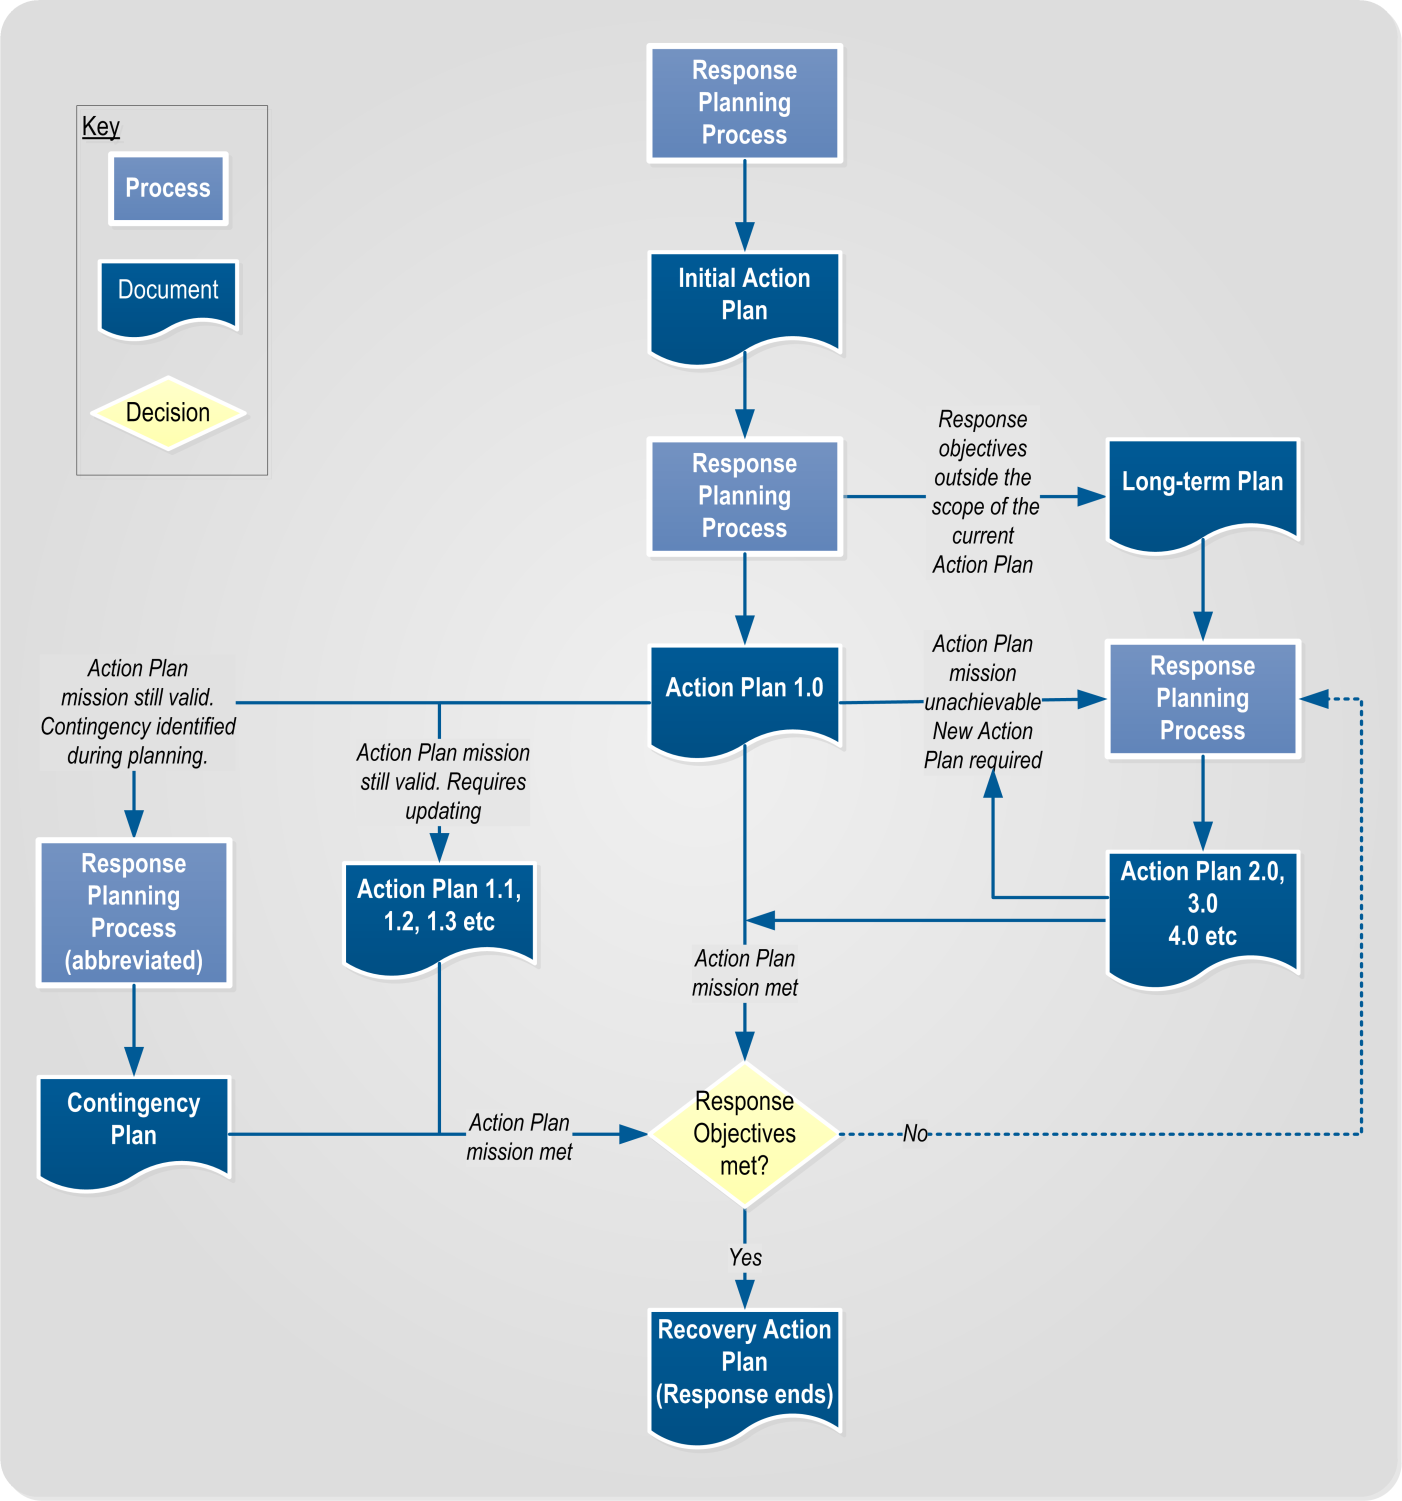 Key
Process
Document
Decision
Response
Planning
Process
Initial Action
Plan
Response
Planning
Process
Response
objectives
outside the
scope of the
current
Action Plan
Long-term Plan
Action Plan 1.0
Action Plan
mission
unachievable
New Action
Plan required
Response
Planning
Process
Action Plan
mission still valid.
Contingency identified
during planning.
Action Plan mission
still valid. Requires
updating
Response
Planning
Process
(abbreviated)
Action Plan 1.1,
1.2, 1.3 etc
Action Plan 2.0,
3.0
4.0 etc
Action Plan
mission met
Contingency
Plan
Action Plan
mission met
Response
Objectives
met?
No
Yes
Recovery Action
Plan
(Response ends)